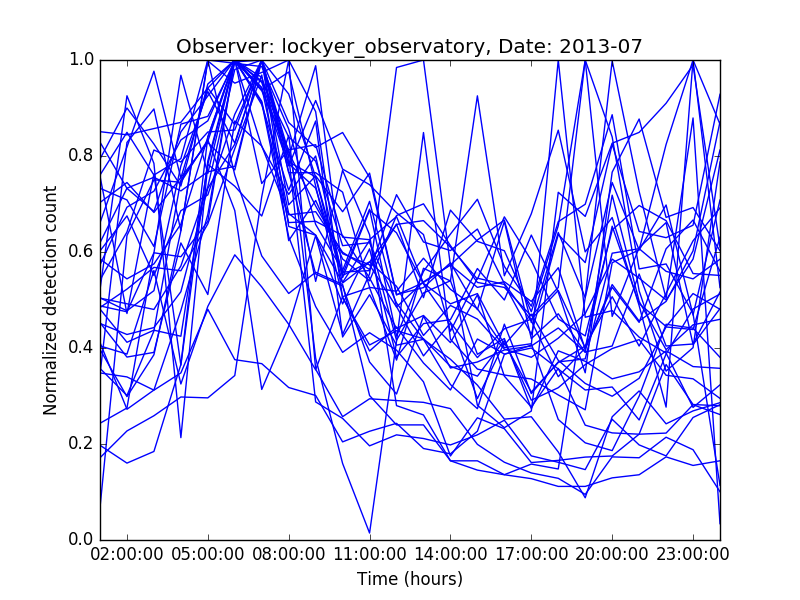 Observer: lockyer_observatory, Date: 2013-07
1.0
0.8
0.6
0.4
0.2
0.0
Normalized detection count
02:00:00 05:00:00 08:00:00 11:00:00 14:00:00 17:00:00 20:00:00 23:00:00
Time (hours)